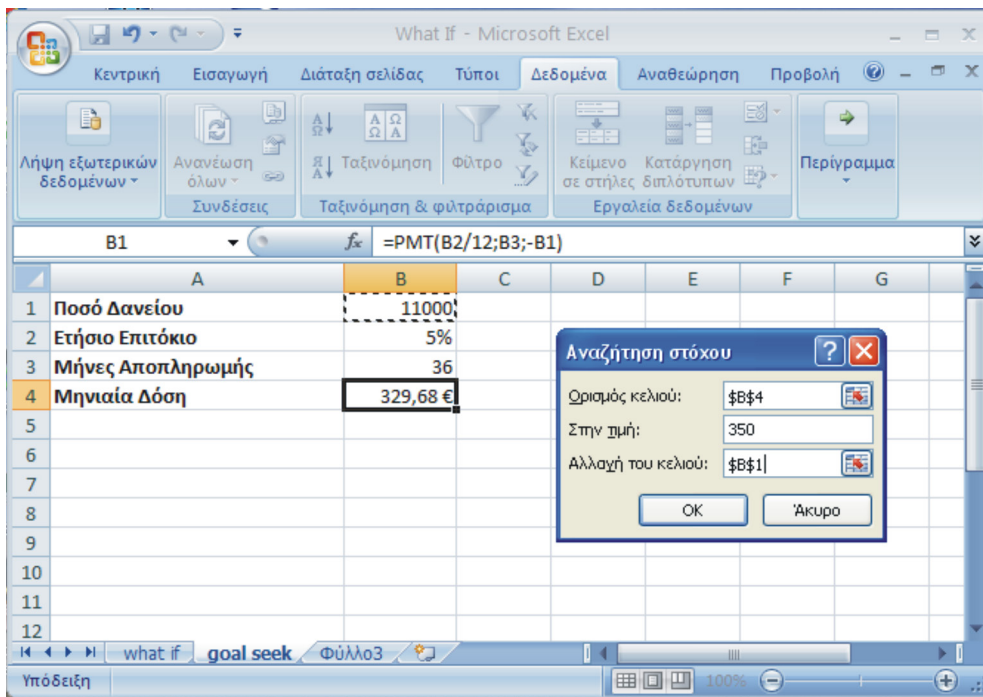 What If - Microsoft Excel
Κεντρική Εισαγωγή Διάταξη σελίδας Τύποι Δεδομένα Αναθεώρηση Προβολή
Λήψη εξωτερικών δεδομένων
Ανανέωση όλων
Συνδέσεις
Ταξινόμηση
Φίλτρο
Ταξινόμηση & φιλτράρισμα
Κείμενο σε στήλες
Κατάργηση διπλότυπων
Εργαλεία δεδομένων
Περίγραμμα
B1 fx =PMT(B2/12;B3;-B1)
A B C D E F G
1 Ποσό Δανείου 11000
2 Ετήσιο Επιτόκιο 5%
3 Μήνες Αποπληρωμής 36
4 Μηνιαία Δόση 329,68 €
5
6
7
8
9
10
11
12
Αναζήτηση στόχου
Ορισμός κελιού: $B$4
Στην τιμή: 350
Αλλαγή του κελιού: $B$1
OK Άκυρο
what if goal seek Φύλλο3
Υπόδειξη 100%